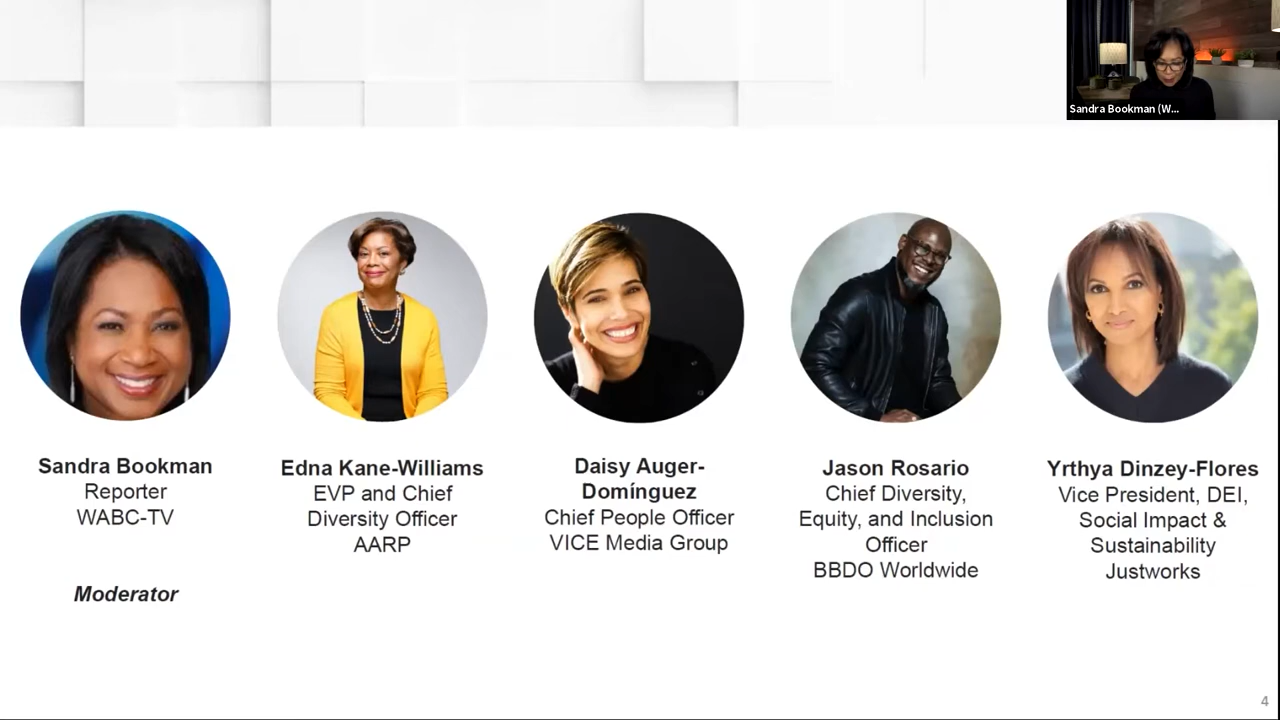 Sandra Bookman (W...
Sandra Bookman
Reporter
WABC-TV
Moderator
Edna Kane-Williams
EVP and Chief
Diversity Officer
AARP
Daisy Auger-
Domínguez
Chief People Officer
VICE Media Group
Jason Rosario
Chief Diversity,
Equity, and Inclusion
Officer
BBDO Worldwide
Yrthya Dinzey-Flores
Vice President, DEI,
Social Impact &
Sustainability
Justworks
4